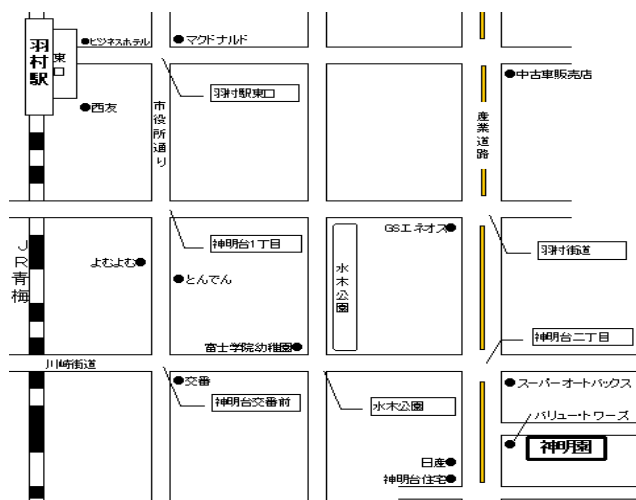 羽村駅
東口
ビジネスホテル
マクドナルド
西友
市役所通り
羽村駅東口
産業道路
中古車販売店
JR青梅
よむよむ
神明台1丁目
とんでん
GSエネオス
水木公園
羽村街道
富士学院幼稚園
神明台二丁目
川崎街道
交番
神明台交番前
水木公園
スーパーオートバックス
バリュー・トワーズ
神明園
日産
神明台住宅